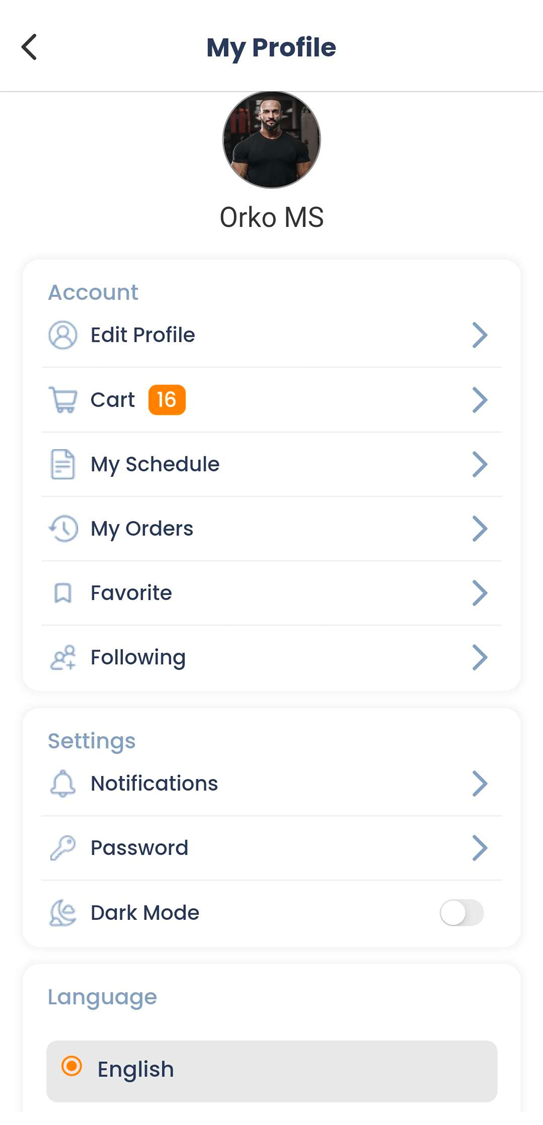 My Profile
Orko MS
Account
Edit Profile
Cart 16
My Schedule
My Orders
Favorite
Following
Settings
Notifications
Password
Dark Mode
Language
English